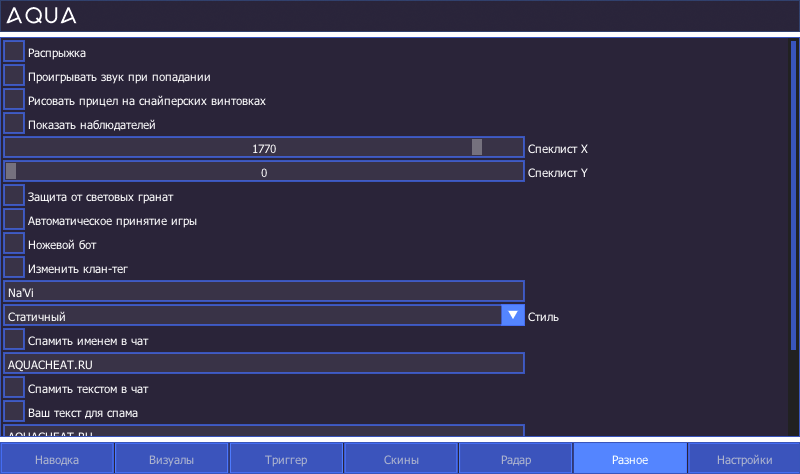 AQUA
Распрыжка
Проигрывать звук при попадании
Рисовать прицел на снайперских винтовках
Показать наблюдателей
1770 Спеклист X
0 Спеклист Y
Защита от световых гранат
Автоматическое принятие игры
Ножевой бот
Изменить клан-тег
Na'Vi
Статичный Стиль
Спамить именем в чат
AQUACHEAT.RU
Спамить текстом в чат
Ваш текст для спама
AQUACHEAT.RU
Наводка Визуалы Триггер Скины Радар Разное Настройки